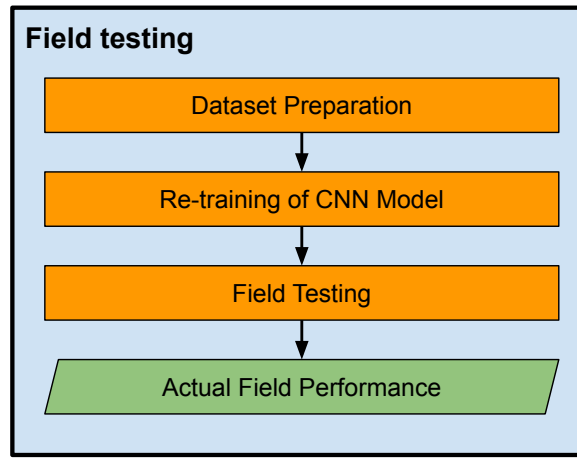 Field testing
Dataset Preparation
Re-training of CNN Model
Field Testing
Actual Field Performance